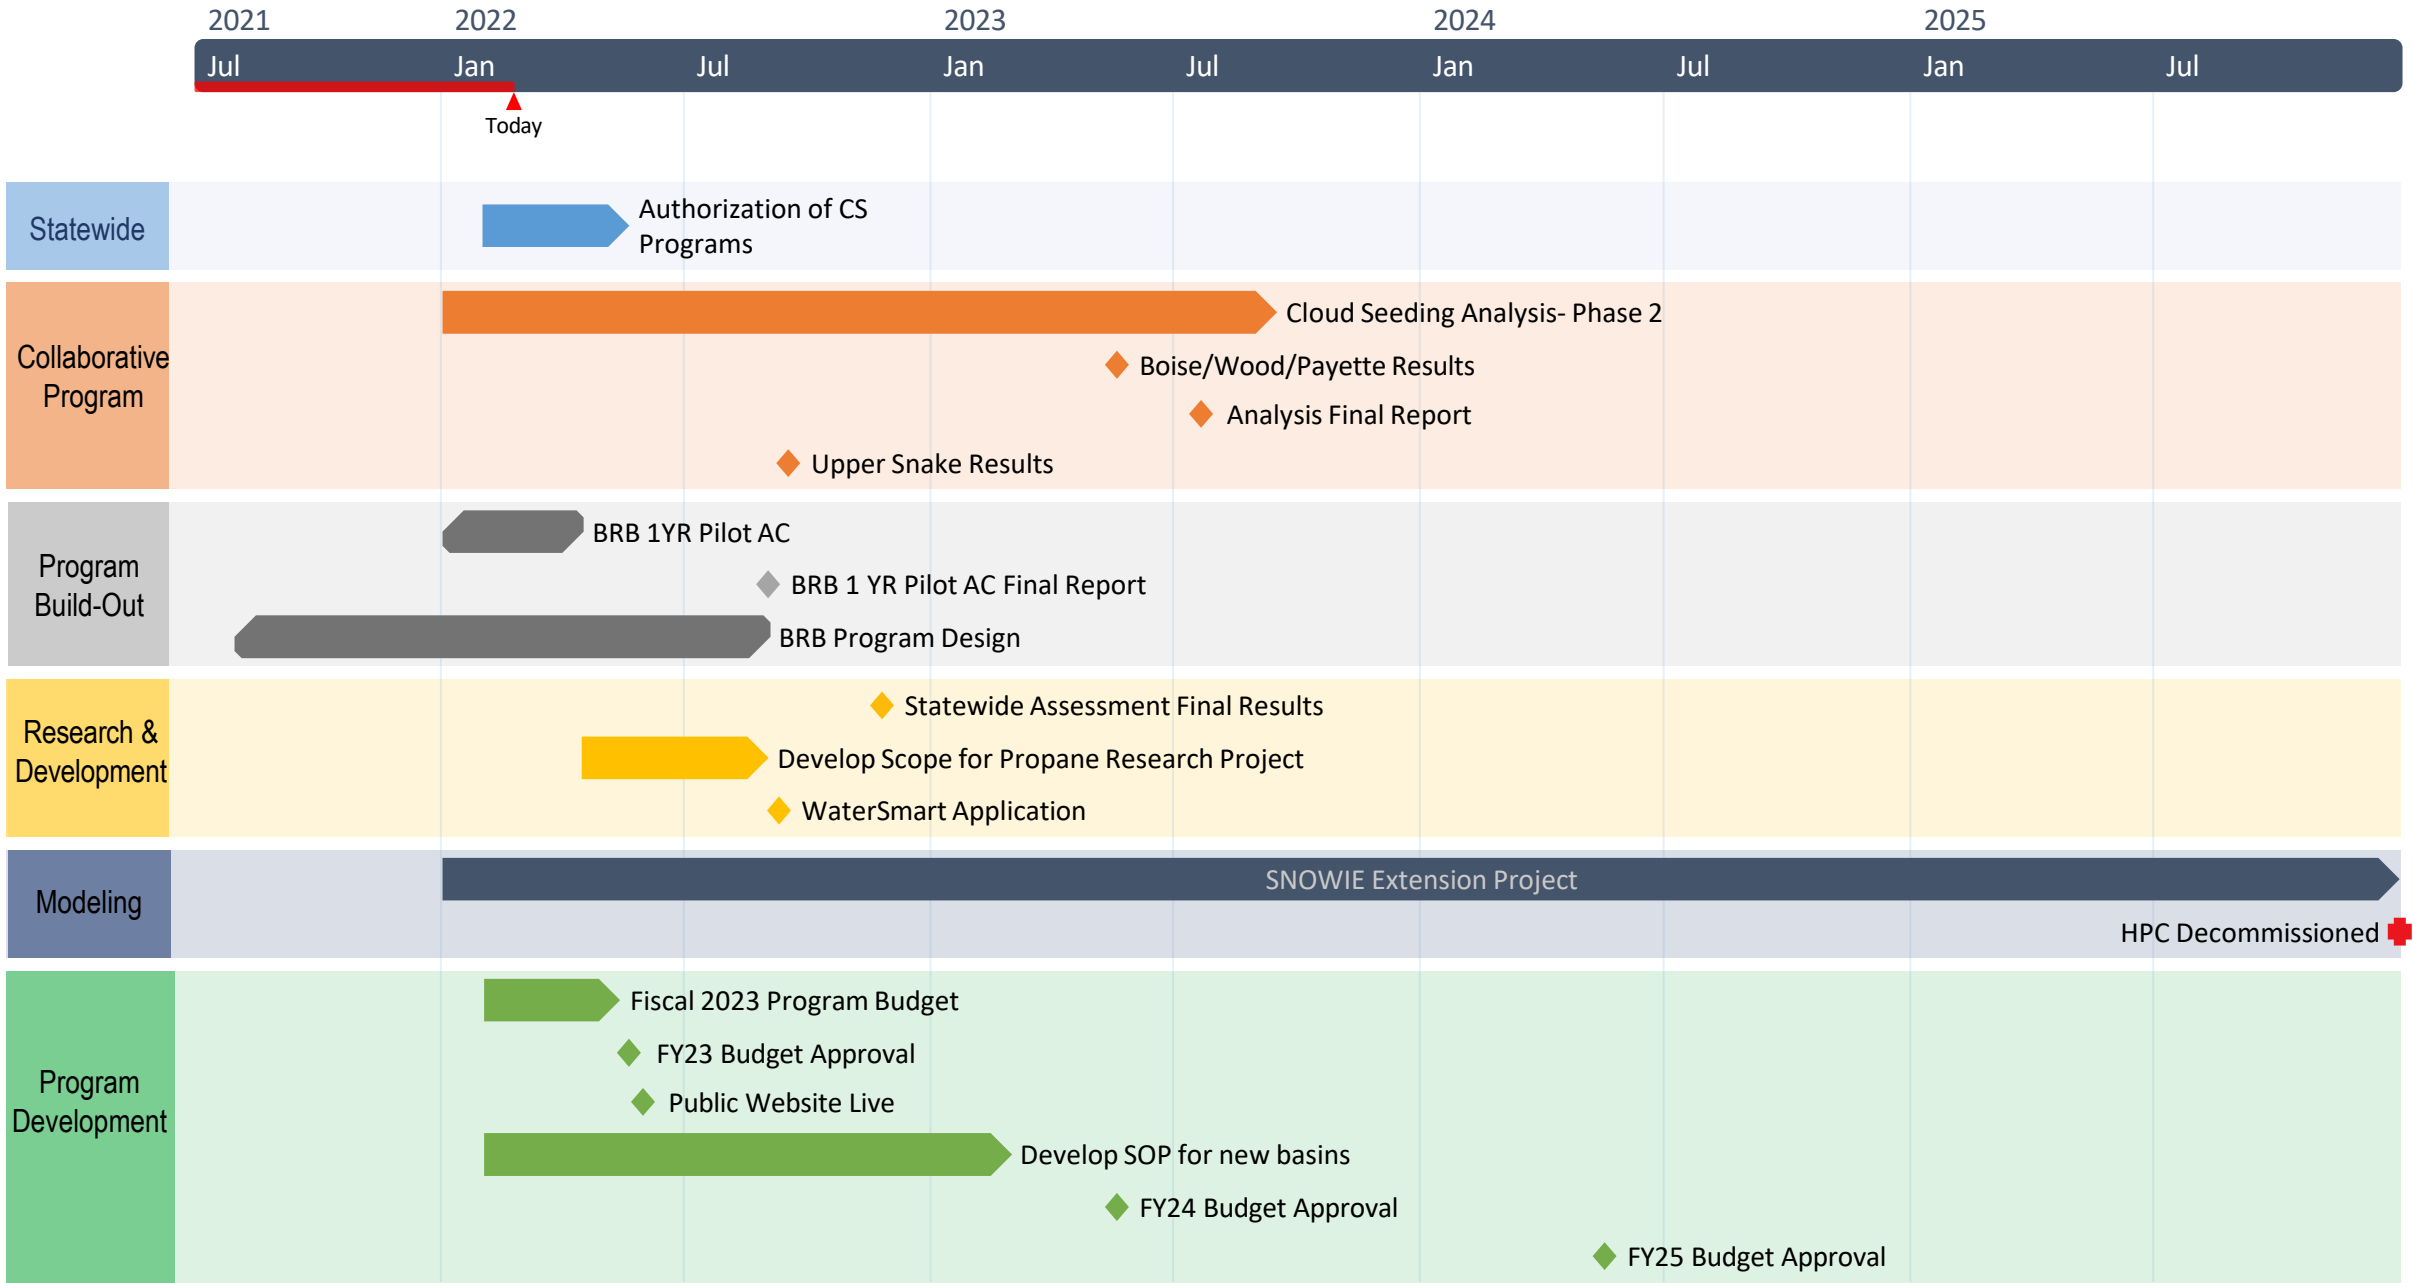 2021 2022 2023 2024 2025
Jul Jan Jul Jan Jul Jan Jul Jan Jul
Today
Statewide
Authorization of CS
Programs
Collaborative
Program
Cloud Seeding Analysis- Phase 2
Boise/Wood/Payette Results
Analysis Final Report
Upper Snake Results
Program
Build-Out
BRB 1YR Pilot AC
BRB 1 YR Pilot AC Final Report
BRB Program Design
Research &
Development
Statewide Assessment Final Results
Develop Scope for Propane Research Project
WaterSmart Application
Modeling
SNOWIE Extension Project
HPC Decommissioned
Program
Development
Fiscal 2023 Program Budget
FY23 Budget Approval
Public Website Live
Develop SOP for new basins
FY24 Budget Approval
FY25 Budget Approval